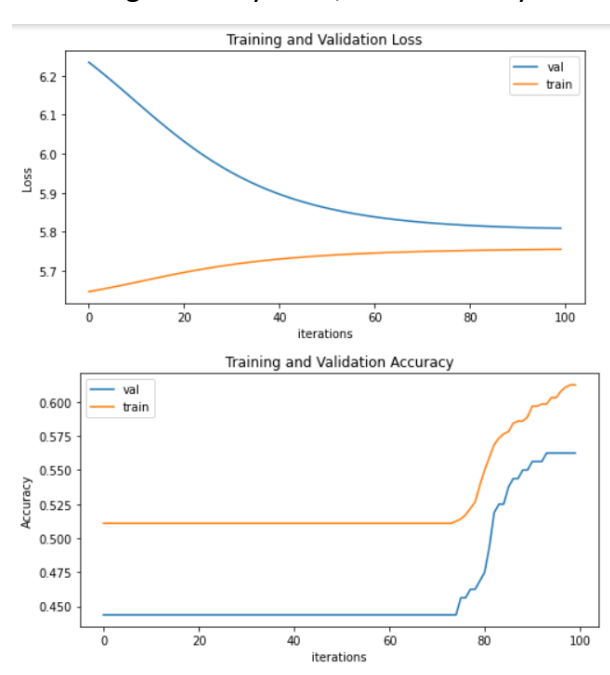 Training and Validation Loss
val
train
6.2
6.1
6.0
5.9
5.8
5.7
Loss
0 20 40 60 80 100
iterations
Training and Validation Accuracy
val
train
0.600
0.575
0.550
0.525
0.500
0.475
0.450
Accuracy
0 20 40 60 80 100
iterations